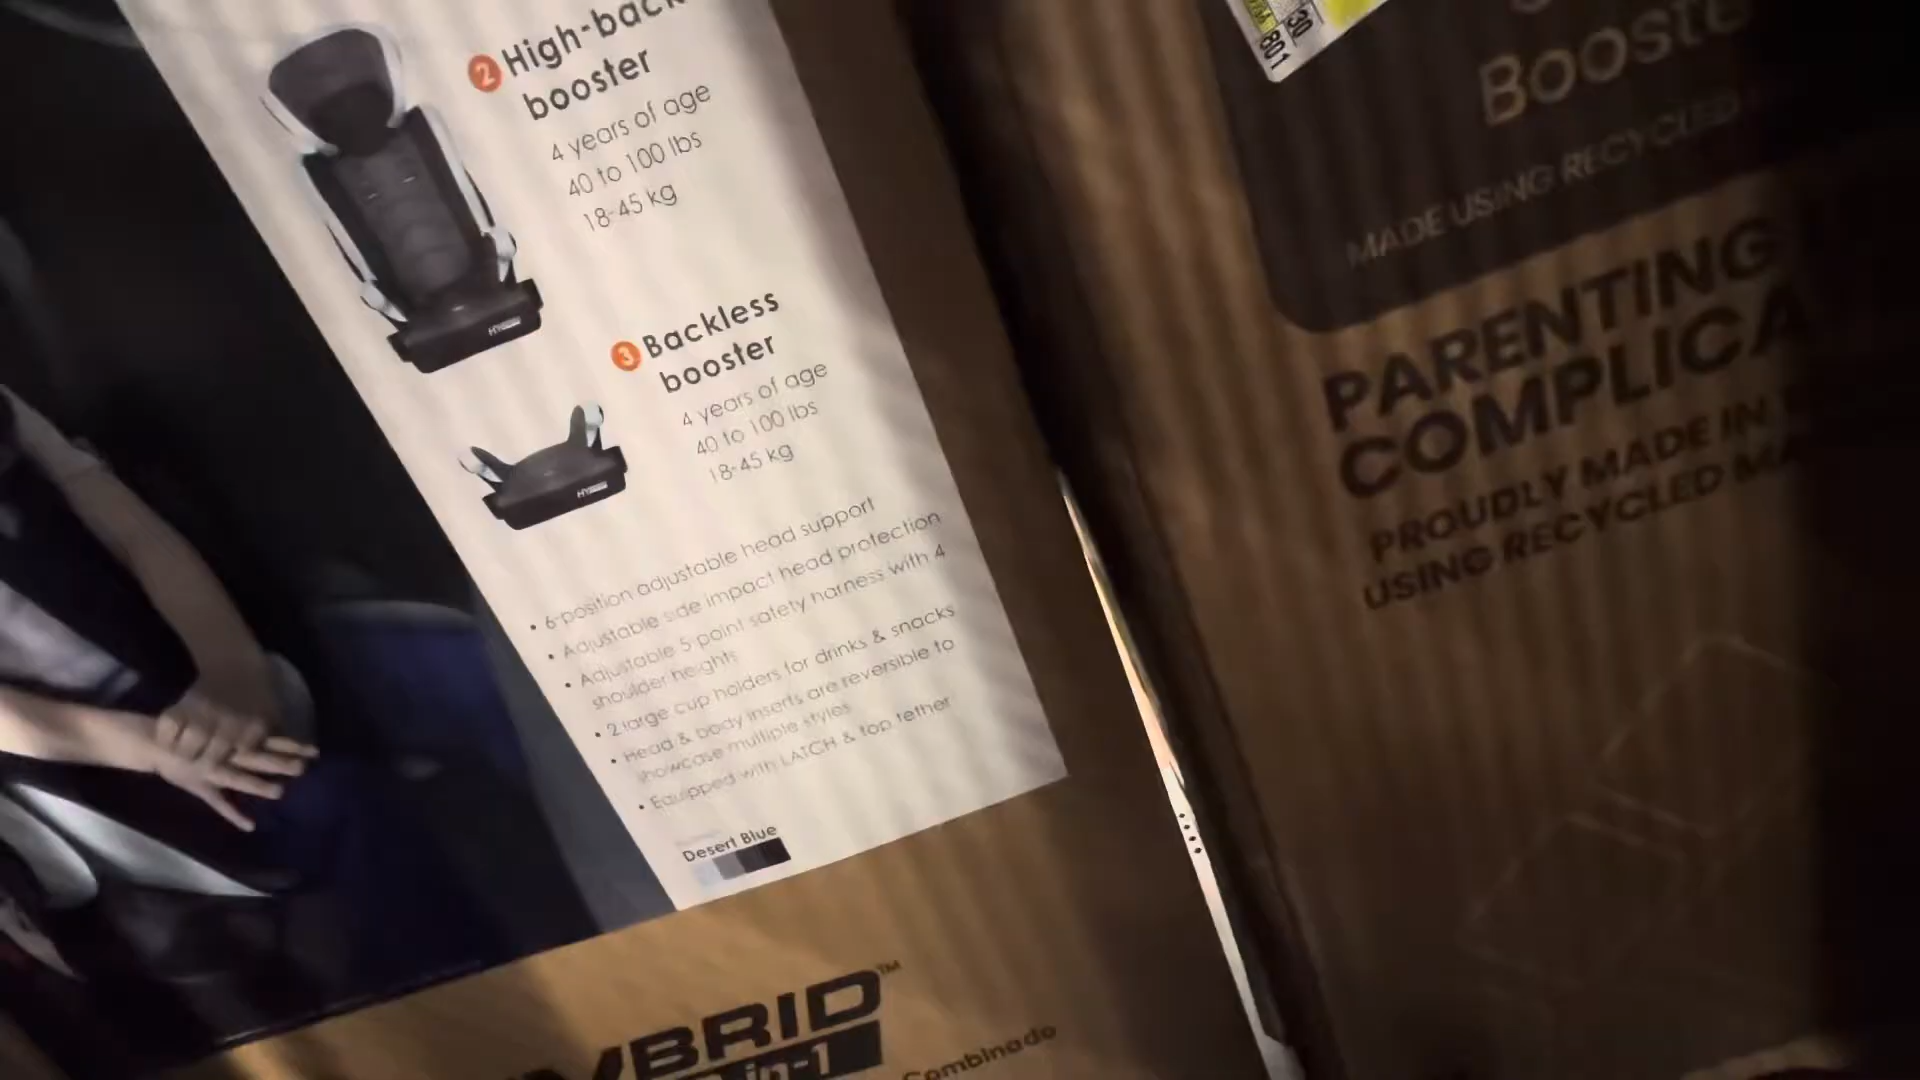 2 High-back
booster
4 years of age
40 to 100 lbs
18-45 kg
HYBRID
3 Backless
booster
4 years of age
40 to 100 lbs
18-45 kg
• 6-position adjustable head support
• Adjustable side impact head protection
• Adjustable 5-point safety harness with 4
shoulder heights
• 2 large cup holders for drinks & snacks
• Head & body inserts are reversible to
showcase multiple styles
• Equipped with LATCH & top tether
Desert Blue
YBRID™
in-1
Combinado
30
801
Booste
MADE USING RECYCLED
PARENTING
COMPLICA
PROUDLY MADE IN
USING RECYCLED MA